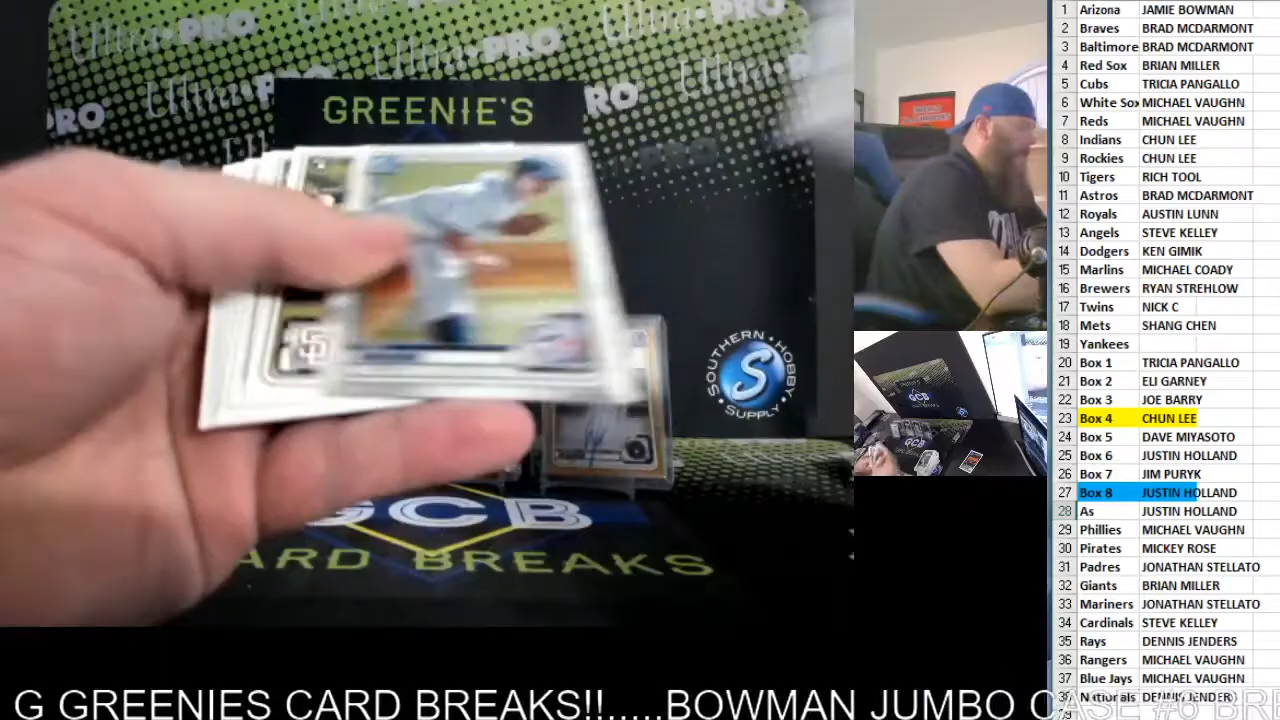 Ultra•PRO
Ultra•PRO
PRO
Ultra•PRO
RO
GREENIE'S
SD
SOUTHERN HOBBY SUPPLY
S
GCB
ARD BREAKS
G GREENIES CARD BREAKS!!.....BOWMAN JUMBO CASE #6 BRE
1 Arizona JAMIE BOWMAN
2 Braves BRAD MCDARMONT
3 Baltimore BRAD MCDARMONT
4 Red Sox BRIAN MILLER
5 Cubs TRICIA PANGALLO
6 White Sox MICHAEL VAUGHN
7 Reds MICHAEL VAUGHN
8 Indians CHUN LEE
9 Rockies CHUN LEE
10 Tigers RICH TOOL
11 Astros BRAD MCDARMONT
12 Royals AUSTIN LUNN
13 Angels STEVE KELLEY
14 Dodgers KEN GIMIK
15 Marlins MICHAEL COADY
16 Brewers RYAN STREHLOW
17 Twins NICK C
18 Mets SHANG CHEN
19 Yankees
20 Box 1 TRICIA PANGALLO
21 Box 2 ELI GARNEY
22 Box 3 JOE BARRY
23 Box 4 CHUN LEE
24 Box 5 DAVE MIYASOTO
25 Box 6 JUSTIN HOLLAND
26 Box 7 JIM PURYK
27 Box 8 JUSTIN HOLLAND
28 As JUSTIN HOLLAND
29 Phillies MICHAEL VAUGHN
30 Pirates MICKEY ROSE
31 Padres JONATHAN STELLATO
32 Giants BRIAN MILLER
33 Mariners JONATHAN STELLATO
34 Cardinals STEVE KELLEY
35 Rays DENNIS JENDERS
36 Rangers MICHAEL VAUGHN
37 Blue Jays MICHAEL VAUGHN
38 Nationals DENNIS JENDERS